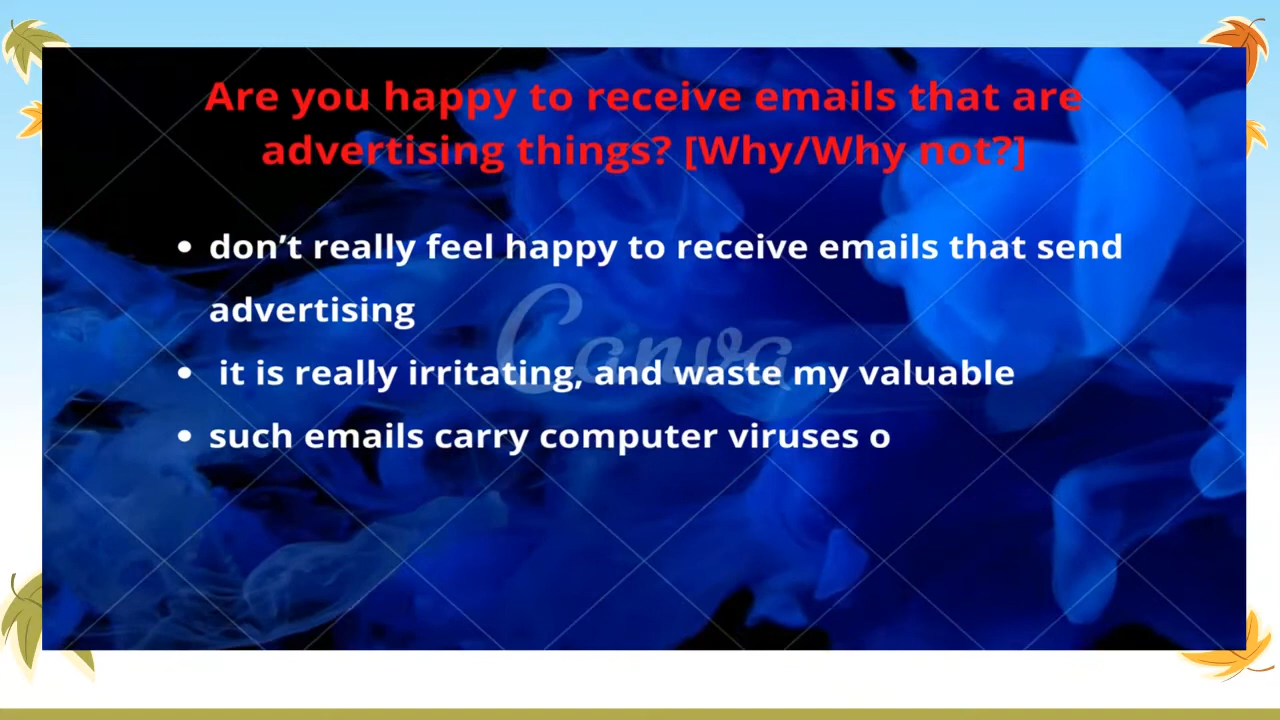 Are you happy to receive emails that are
advertising things? [Why/Why not?]
• don’t really feel happy to receive emails that send
advertising
• it is really irritating, and waste my valuable
• such emails carry computer viruses o
Canva